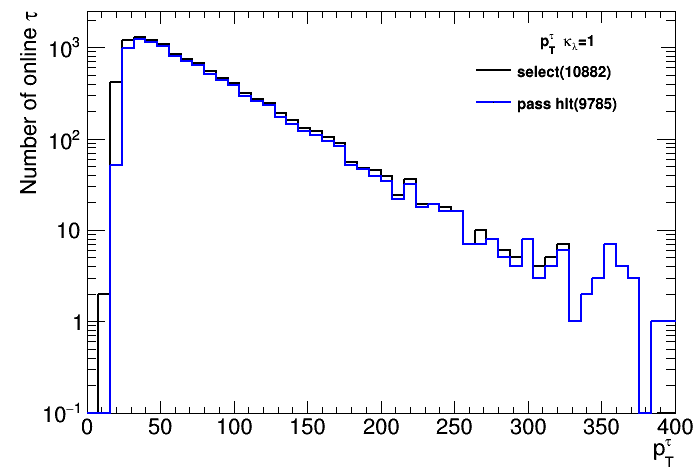 Number of online τ
p_T^τ κ_λ=1
select(10882)
pass hlt(9785)
10³
10²
10
1
10⁻¹
0 50 100 150 200 250 300 350 400
p_T^τ